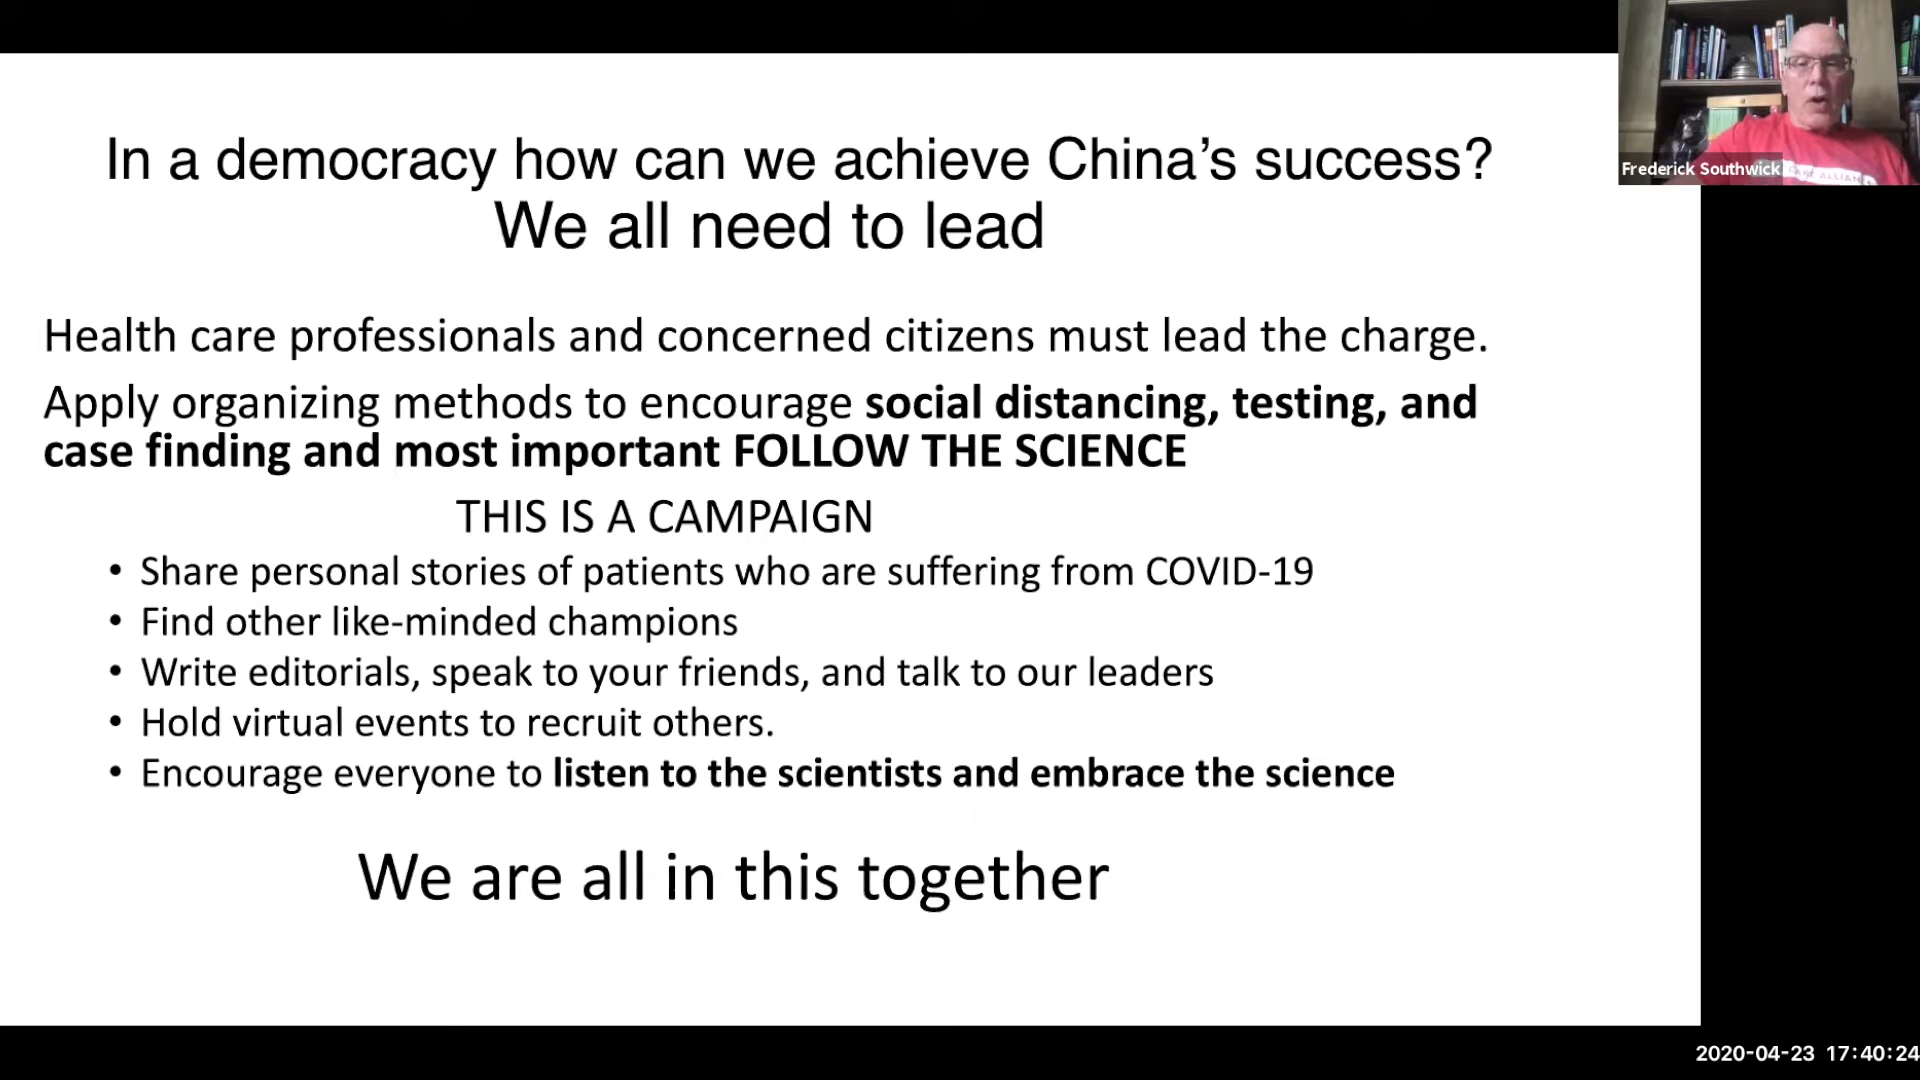 In a democracy how can we achieve China’s success?
We all need to lead
Frederick Southwick
Health care professionals and concerned citizens must lead the charge.
Apply organizing methods to encourage social distancing, testing, and
case finding and most important FOLLOW THE SCIENCE
THIS IS A CAMPAIGN
• Share personal stories of patients who are suffering from COVID-19
• Find other like-minded champions
• Write editorials, speak to your friends, and talk to our leaders
• Hold virtual events to recruit others.
• Encourage everyone to listen to the scientists and embrace the science
We are all in this together
2020-04-23 17:40:24